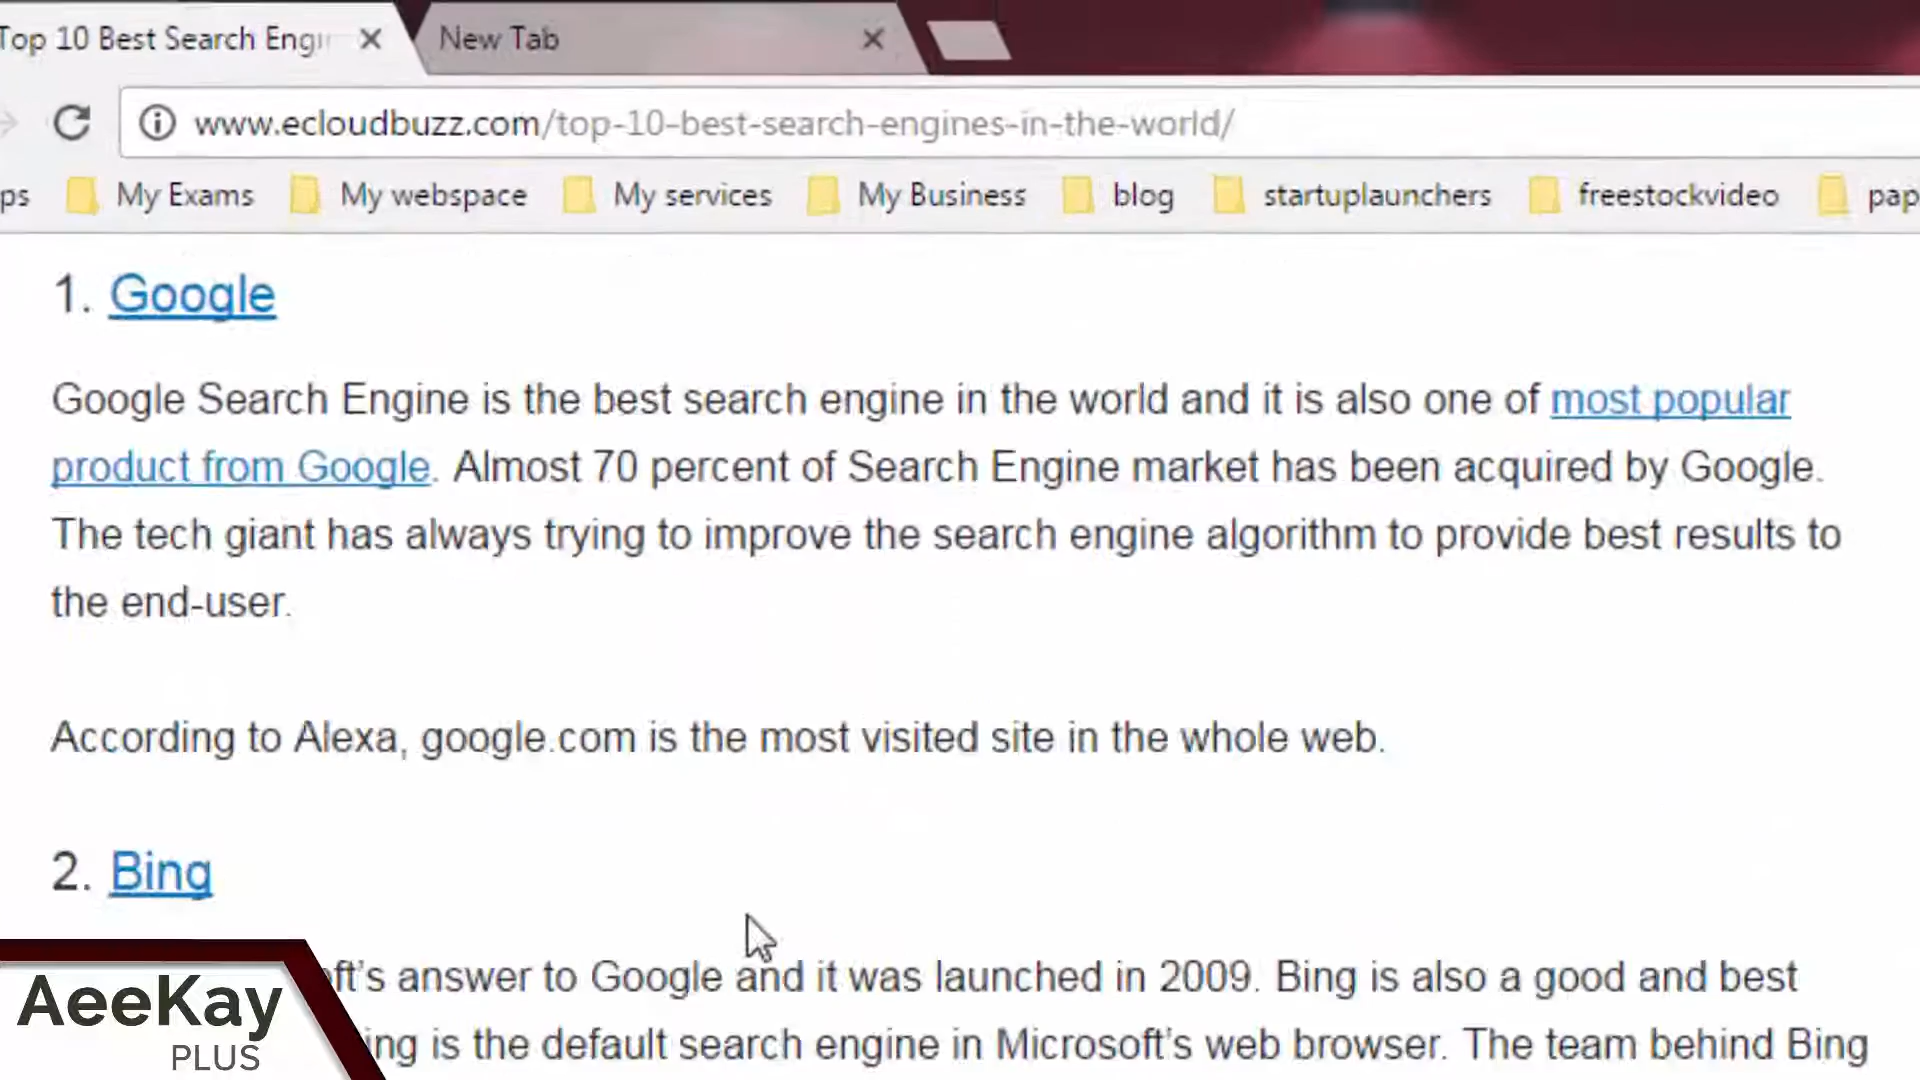 Top 10 Best Search Engi
New Tab
www.ecloudbuzz.com/top-10-best-search-engines-in-the-world/
ps My Exams My webspace My services My Business blog startuplaunchers freestockvideo pap
1. Google
Google Search Engine is the best search engine in the world and it is also one of most popular
product from Google. Almost 70 percent of Search Engine market has been acquired by Google.
The tech giant has always trying to improve the search engine algorithm to provide best results to
the end-user.
According to Alexa, google.com is the most visited site in the whole web.
2. Bing
ft's answer to Google and it was launched in 2009. Bing is also a good and best
ing is the default search engine in Microsoft's web browser. The team behind Bing
AeeKay
PLUS